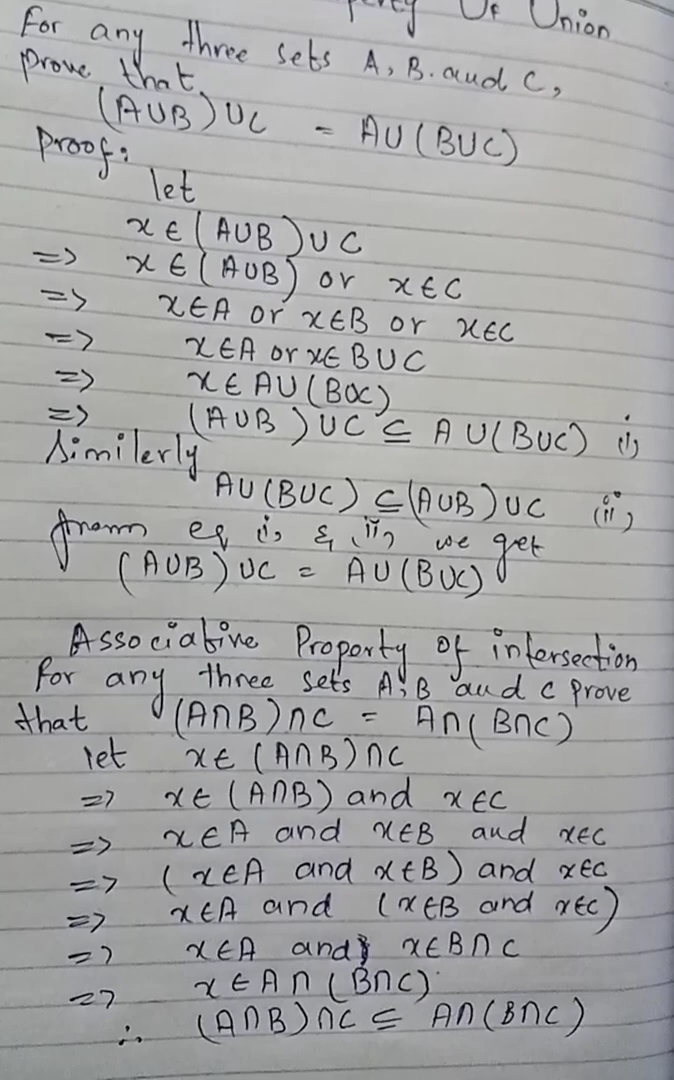 Of Union
for any three sets A, B. and C,
prove that
(A∪B)∪C = A∪(B∪C)
Proof:
let
x ∈ (A∪B)∪C
=> x ∈ (A∪B) or x∈C
=> x∈A or x∈B or x∈C
=> x∈A or x∈ B∪C
=> x∈ A∪(B∪C)
=> (A∪B)∪C ⊆ A∪(B∪C) i,
Similerly
A∪(B∪C) ⊆ (A∪B)∪C (ii,
from eq i, & ii, we get
(A∪B)∪C = A∪(B∪C)
Associative Property of intersection
for any three sets A,B and C prove
that (A∩B)∩C = A∩(B∩C)
let x∈ (A∩B)∩C
=> x∈ (A∩B) and x∈C
=> x∈A and x∈B and x∈C
=> (x∈A and x∈B) and x∈C
=> x∈A and (x∈B and x∈C)
=> x∈A and x∈B∩C
=> x∈A∩(B∩C)
∴ (A∩B)∩C ⊆ A∩(B∩C)